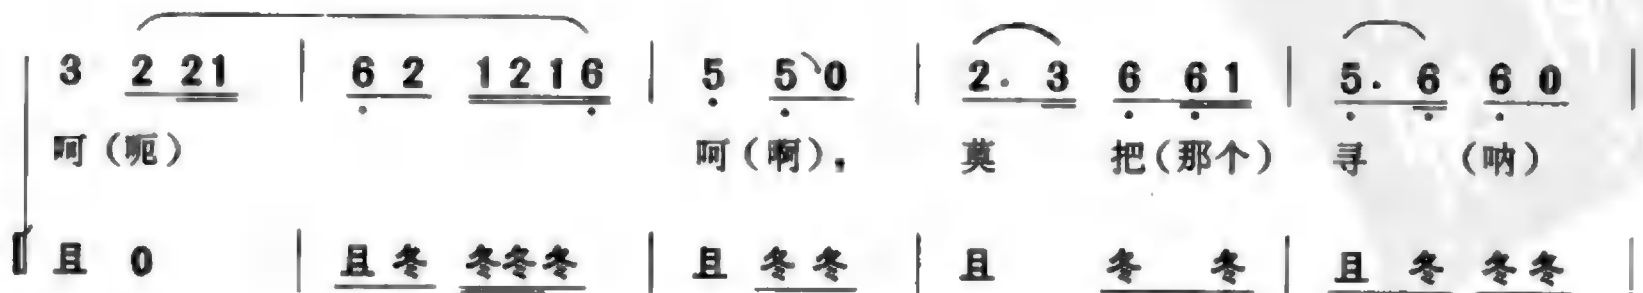 3 2 21 | 6 2 1216 | 5 5 0 | 2. 3 6 61 | 5. 6 6 0 |
呵(呃) 呵(啊), 莫 把(那个) 寻 (呐)
且 0 | 且冬 冬冬冬 | 且 冬冬 | 且 冬 冬 | 且 冬 冬冬 |